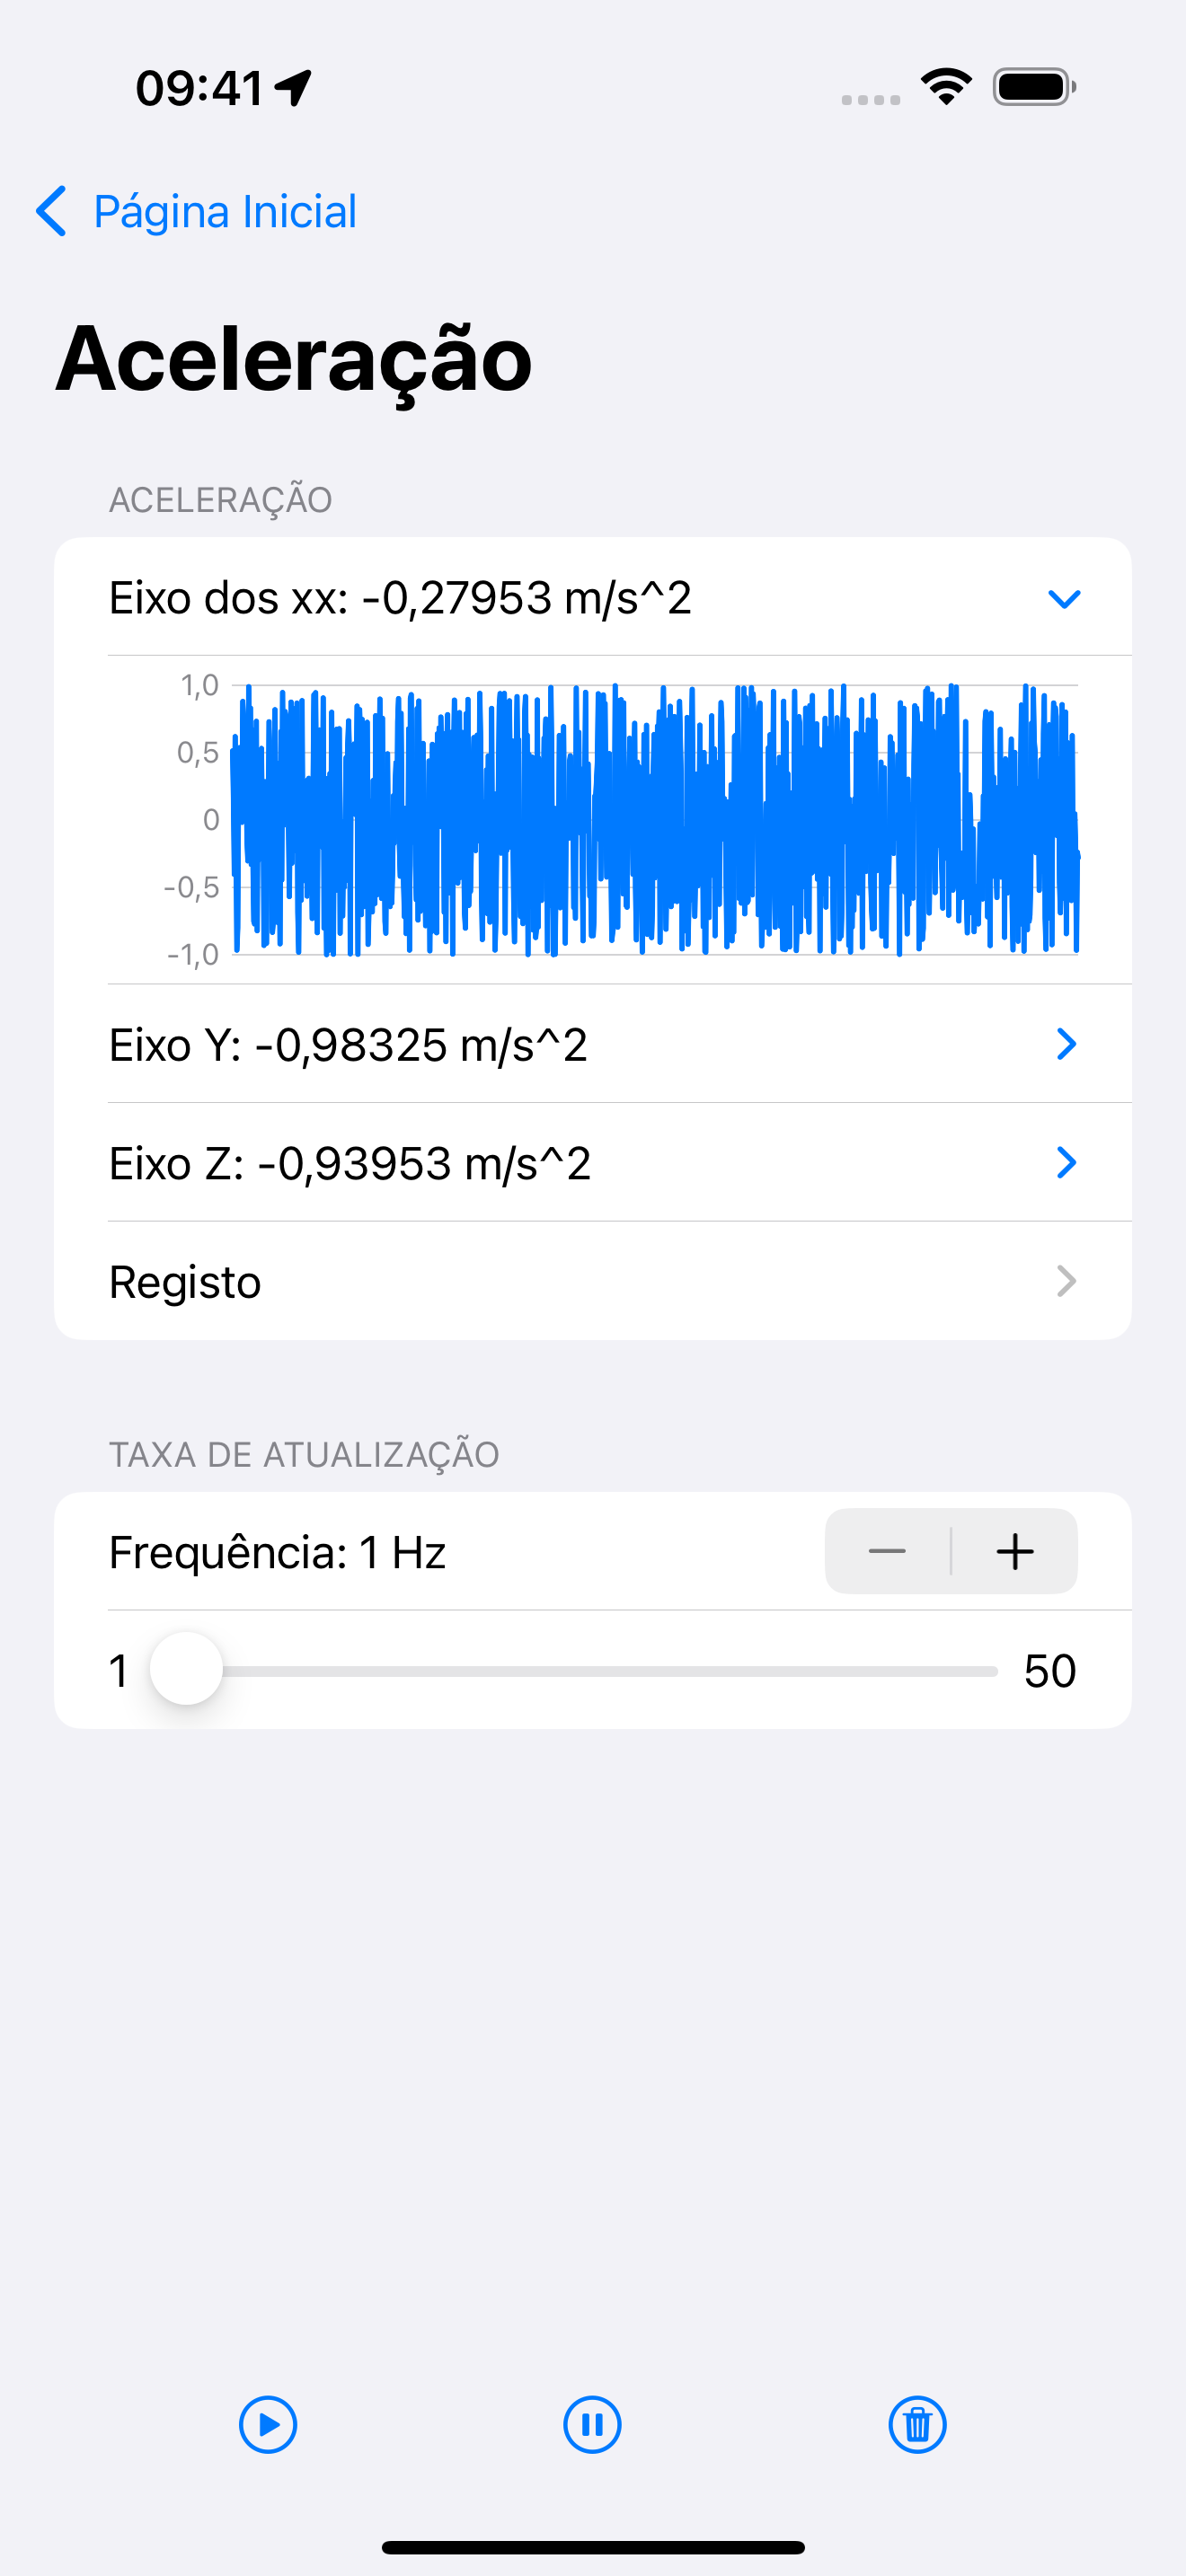 09:41
Página Inicial
Aceleração
ACELERAÇÃO
Eixo dos xx: -0,27953 m/s^2
1,0
0,5
0
-0,5
-1,0
Eixo Y: -0,98325 m/s^2
Eixo Z: -0,93953 m/s^2
Registo
TAXA DE ATUALIZAÇÃO
Frequência: 1 Hz
1 50